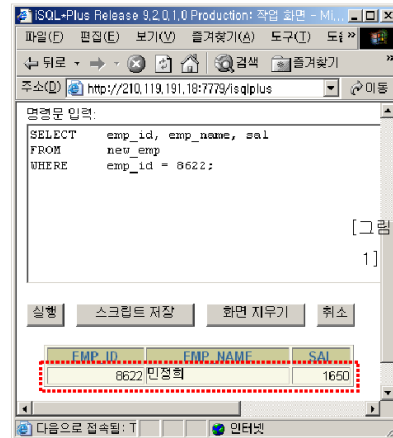 iSQL*Plus Release 9,2,0,1,0 Production: 작업 화면 - Mi...
파일(F) 편집(E) 보기(V) 즐겨찾기(A) 도구(T)
뒤로 검색 즐겨찾기
주소(D) http://210,119,191,18:7779/isqlplus 이동
명령문 입력:
SELECT emp_id, emp_name, sal
FROM new_emp
WHERE emp_id = 8622;
[그림
1]
실행 스크립트 저장 화면 지우기 취소
EMP_ID EMP_NAME SAL
8622 민정희 1650
다음으로 접속됨: T 인터넷